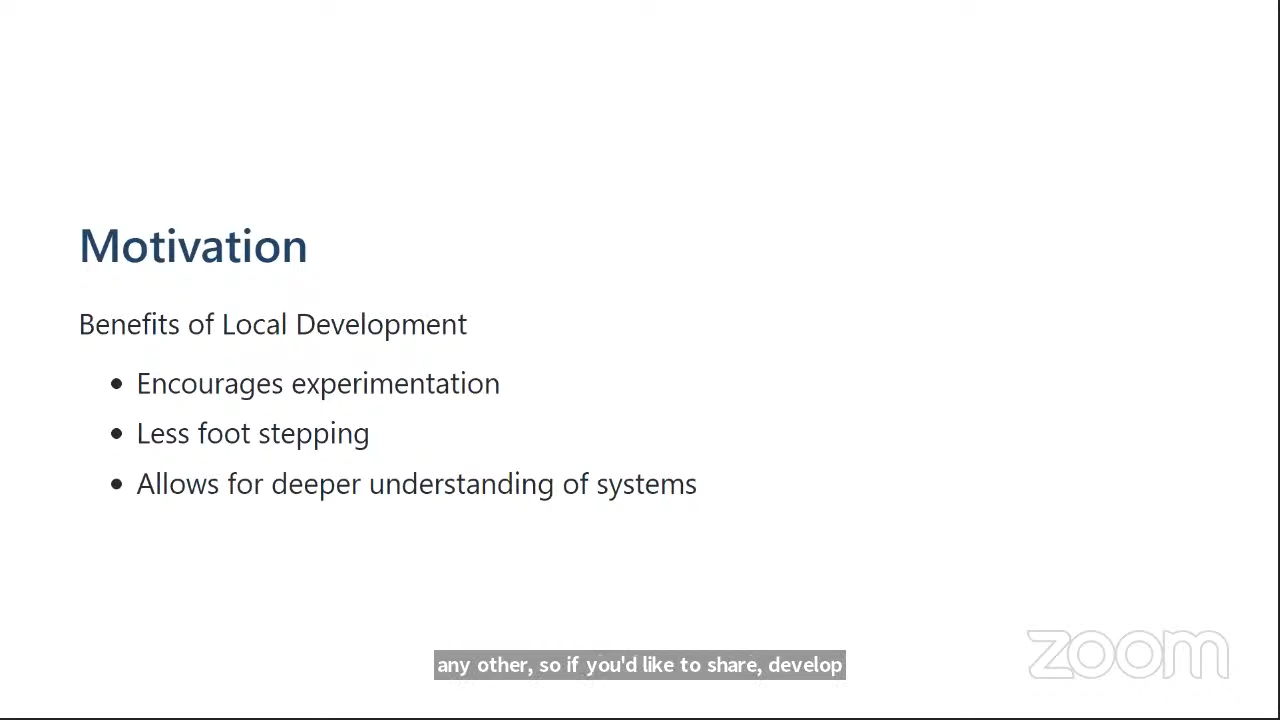 Motivation
Benefits of Local Development
Encourages experimentation
Less foot stepping
Allows for deeper understanding of systems
any other, so if you'd like to share, develop
zoom